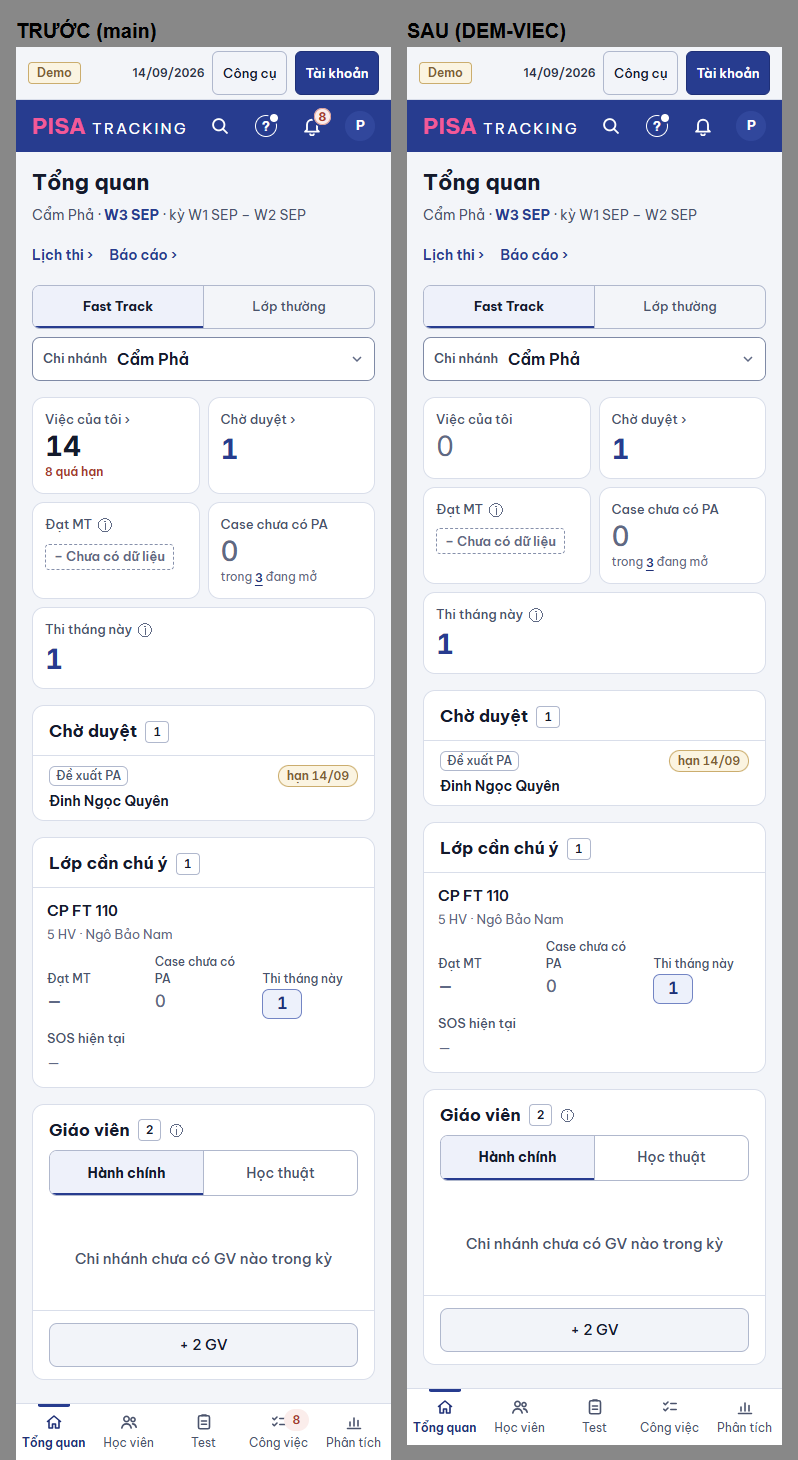 TRƯỚC (main)
Demo 14/09/2026 Công cụ Tài khoản
PISA TRACKING ? 8 P
Tổng quan
Cẩm Phả · W3 SEP · kỳ W1 SEP – W2 SEP
Lịch thi › Báo cáo ›
Fast Track Lớp thường
Chi nhánh Cẩm Phả
Việc của tôi › Chờ duyệt ›
14 1
8 quá hạn
Đạt MT Case chưa có PA
– Chưa có dữ liệu 0
trong 3 đang mở
Thi tháng này
1
Chờ duyệt 1
Đề xuất PA hạn 14/09
Đinh Ngọc Quyên
Lớp cần chú ý 1
CP FT 110
5 HV · Ngô Bảo Nam
Đạt MT Case chưa có PA Thi tháng này
– 0 1
SOS hiện tại
–
Giáo viên 2
Hành chính Học thuật
Chi nhánh chưa có GV nào trong kỳ
+ 2 GV
8
Tổng quan Học viên Test Công việc Phân tích
SAU (DEM-VIEC)
Demo 14/09/2026 Công cụ Tài khoản
PISA TRACKING ? P
Tổng quan
Cẩm Phả · W3 SEP · kỳ W1 SEP – W2 SEP
Lịch thi › Báo cáo ›
Fast Track Lớp thường
Chi nhánh Cẩm Phả
Việc của tôi Chờ duyệt ›
0 1
Đạt MT Case chưa có PA
– Chưa có dữ liệu 0
trong 3 đang mở
Thi tháng này
1
Chờ duyệt 1
Đề xuất PA hạn 14/09
Đinh Ngọc Quyên
Lớp cần chú ý 1
CP FT 110
5 HV · Ngô Bảo Nam
Đạt MT Case chưa có PA Thi tháng này
– 0 1
SOS hiện tại
–
Giáo viên 2
Hành chính Học thuật
Chi nhánh chưa có GV nào trong kỳ
+ 2 GV
Tổng quan Học viên Test Công việc Phân tích